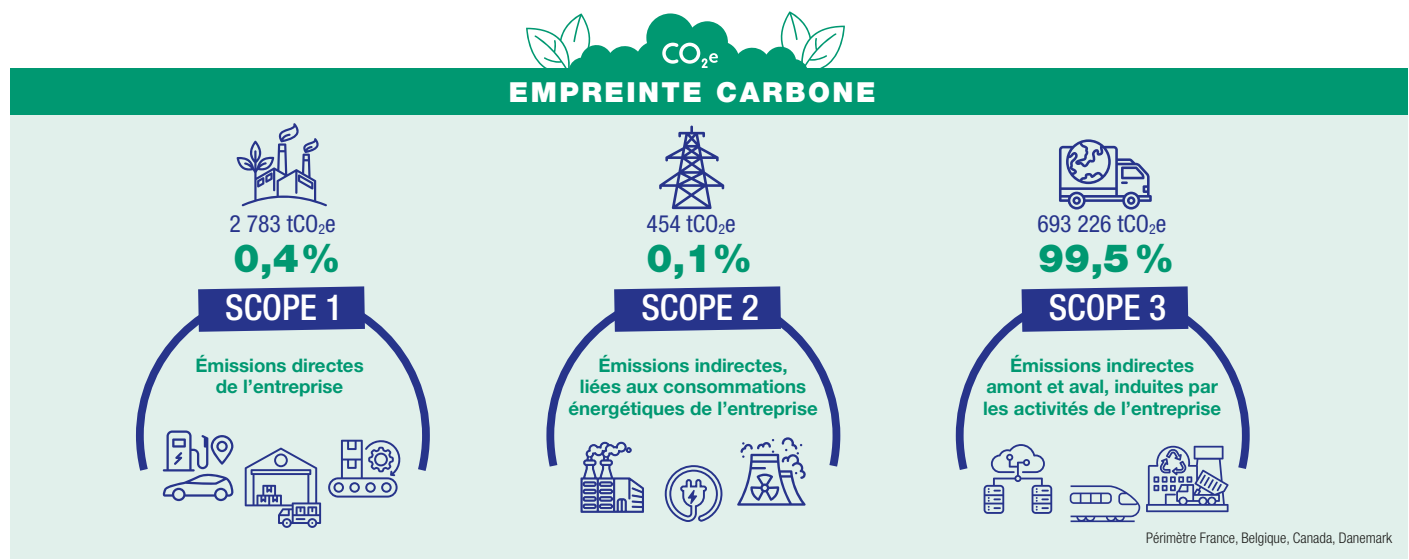 CO₂e
EMPREINTE CARBONE
2 783 tCO₂e
0,4 %
SCOPE 1
Émissions directes
de l'entreprise
454 tCO₂e
0,1 %
SCOPE 2
Émissions indirectes,
liées aux consommations
énergétiques de l'entreprise
693 226 tCO₂e
99,5 %
SCOPE 3
Émissions indirectes
amont et aval, induites par
les activités de l'entreprise
Périmètre France, Belgique, Canada, Danemark